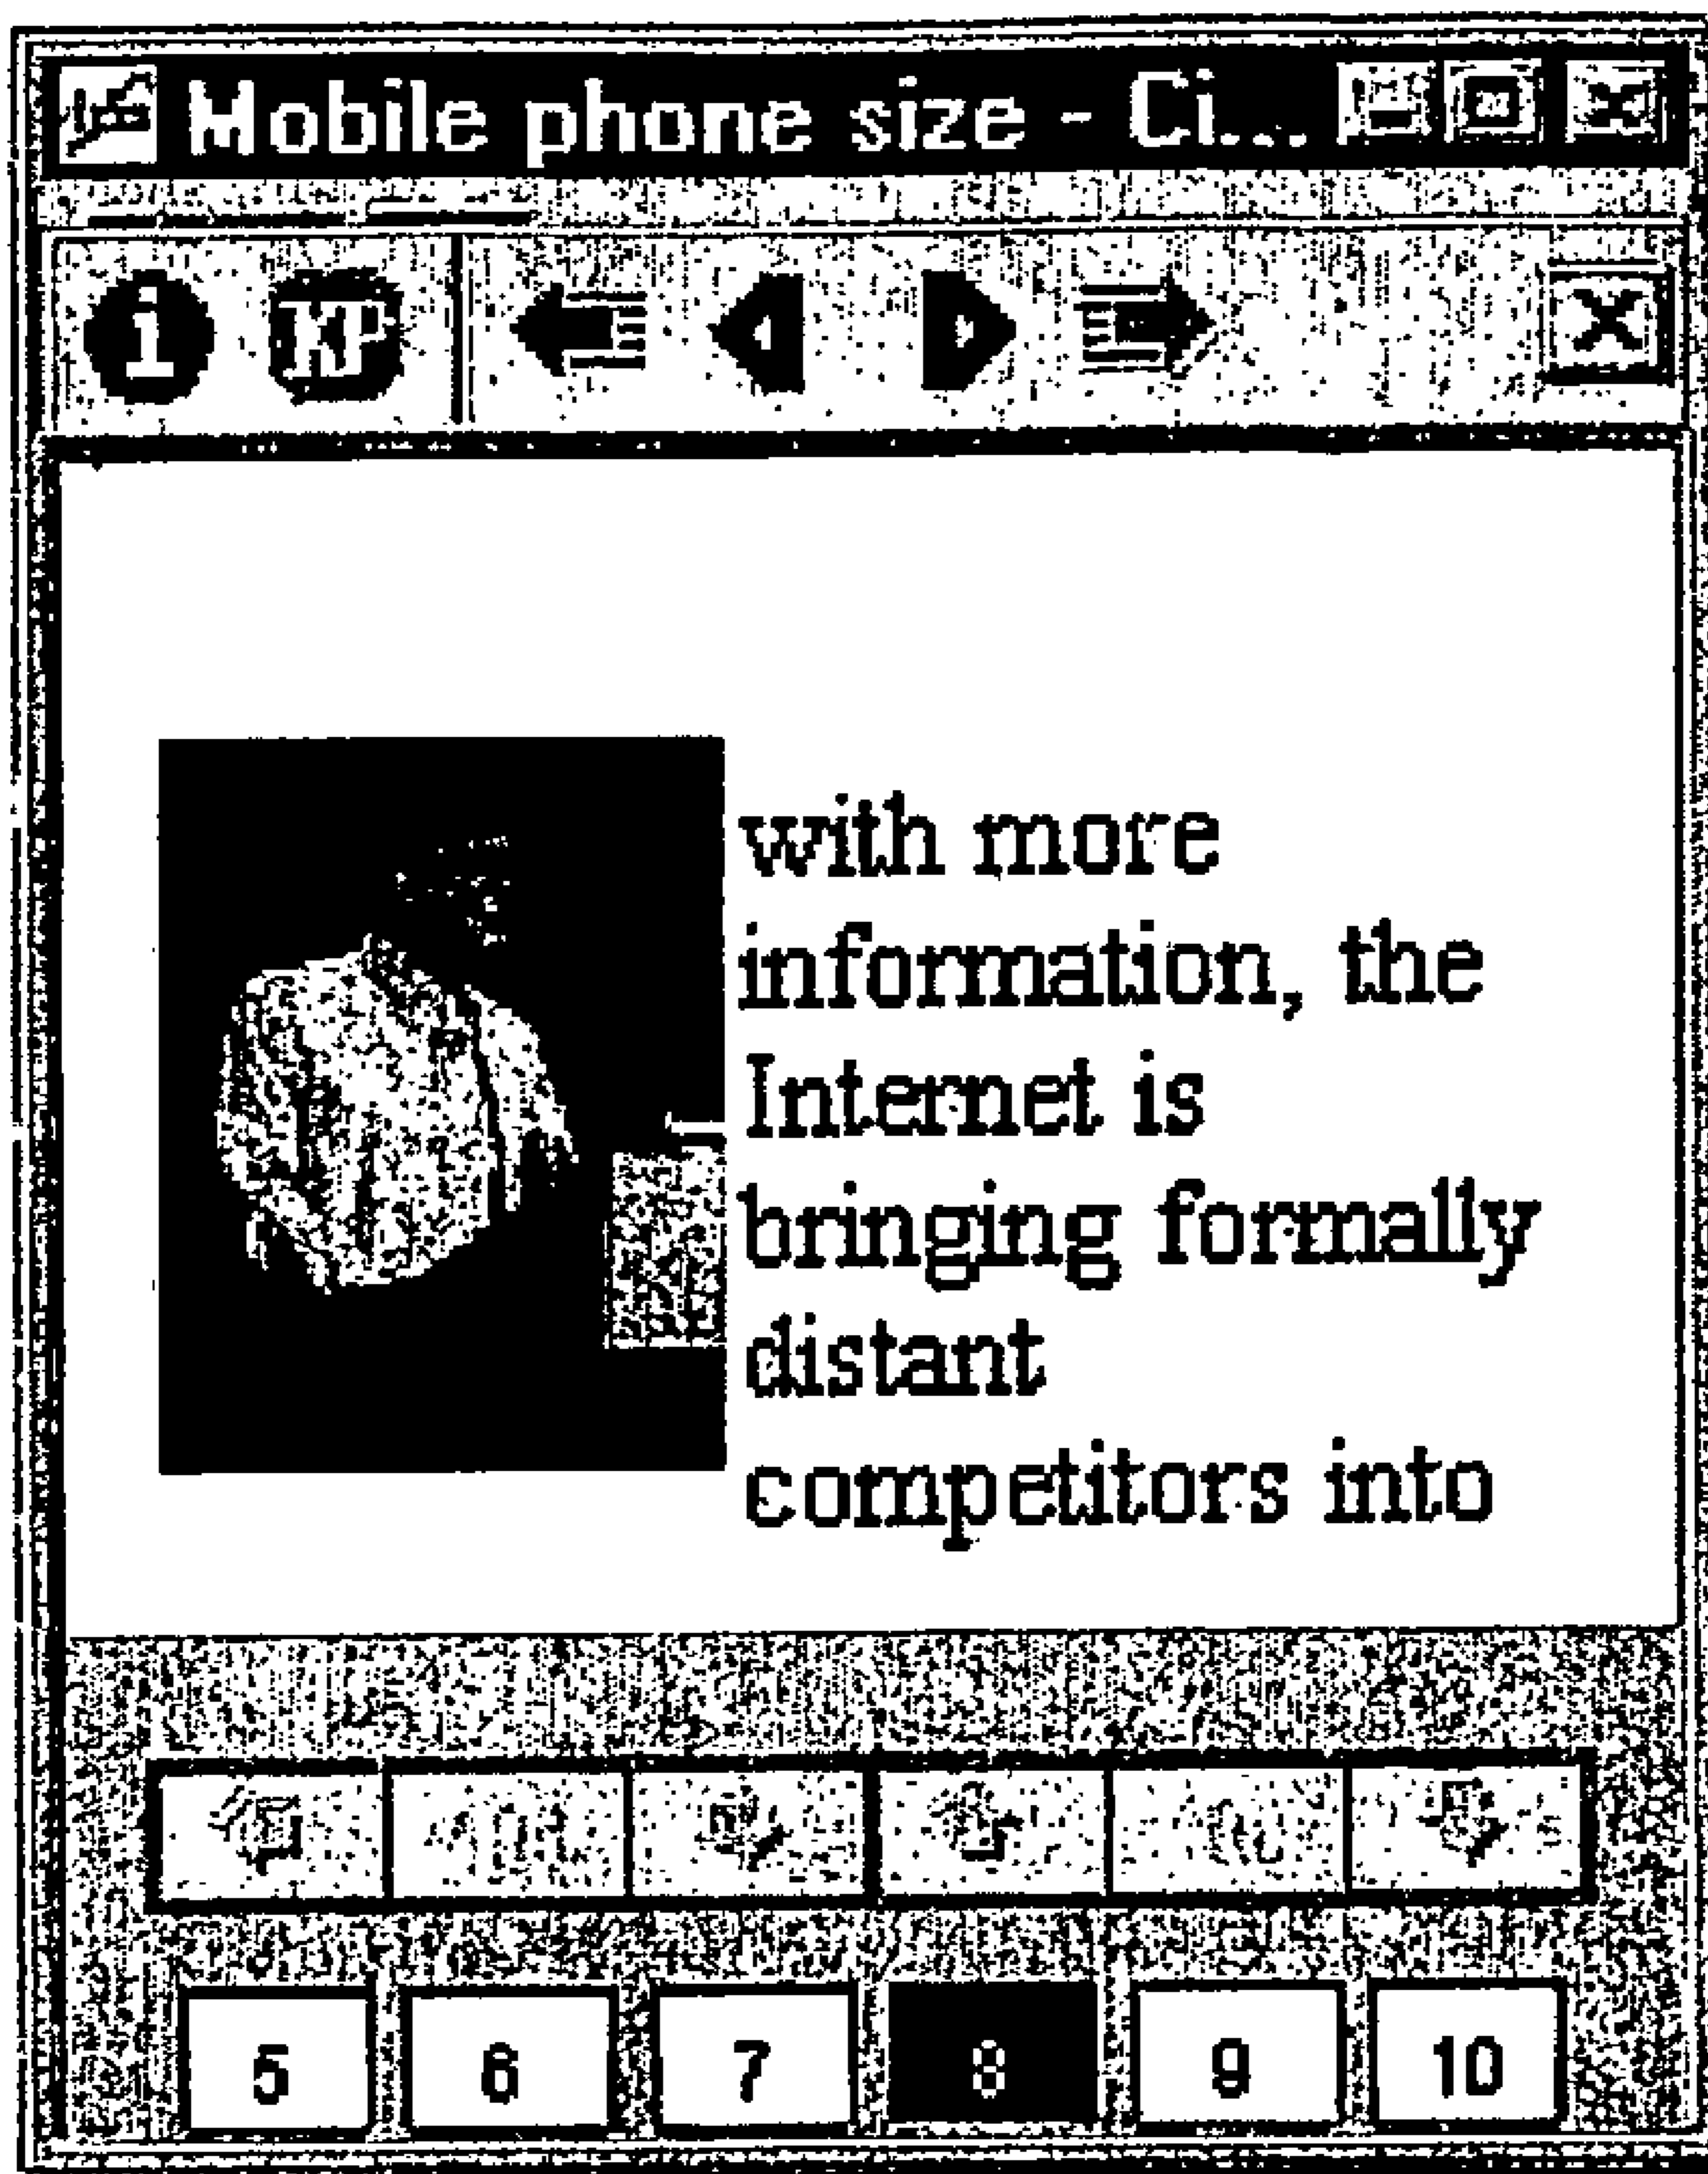 Mobile phone size - Ci...
i KP
with more
information, the
Internet is
bringing formally
distant
competitors into
5 6 7 8 9 10